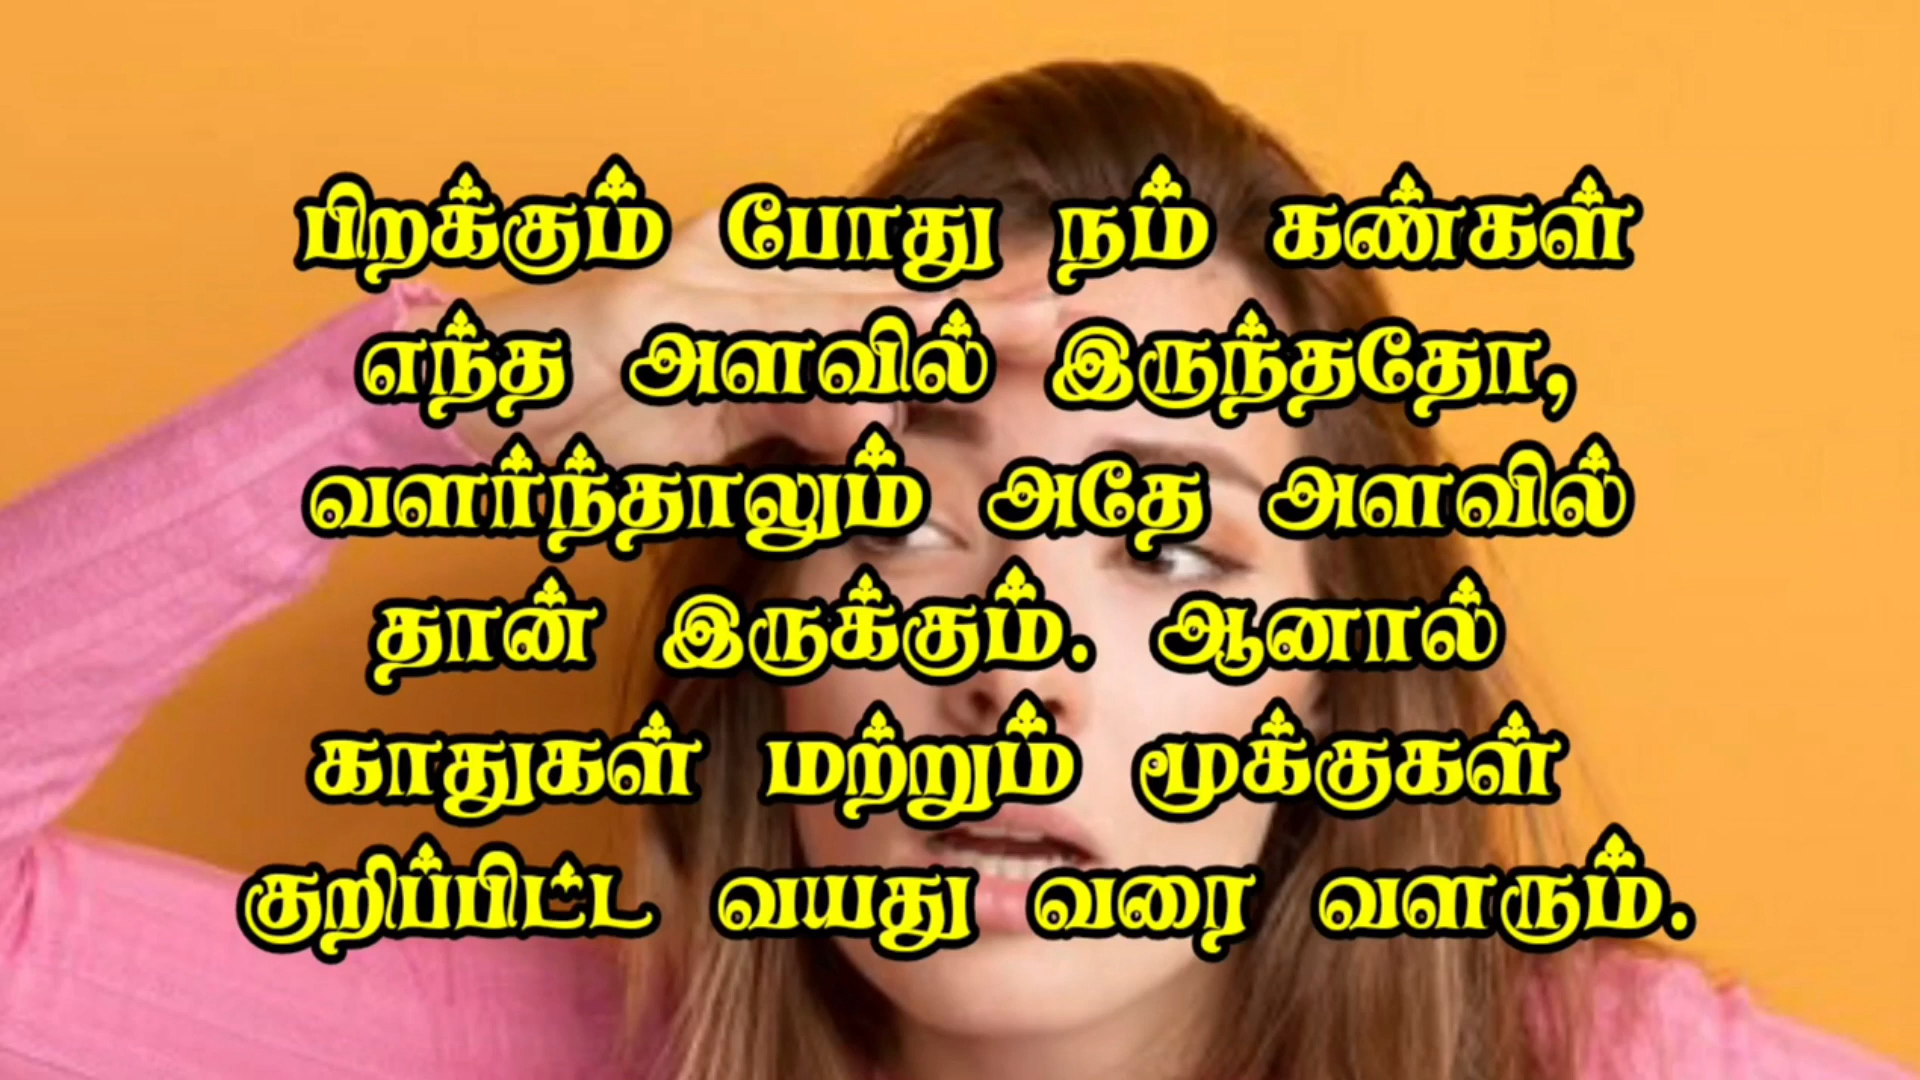 பிறக்கும் போது நம் கண்கள்
எந்த அளவில் இருந்ததோ,
வளர்ந்தாலும் அதே அளவில்
தான் இருக்கும். ஆனால்
காதுகள் மற்றும் மூக்குகள்
குறிப்பிட்ட வயது வரை வளரும்.